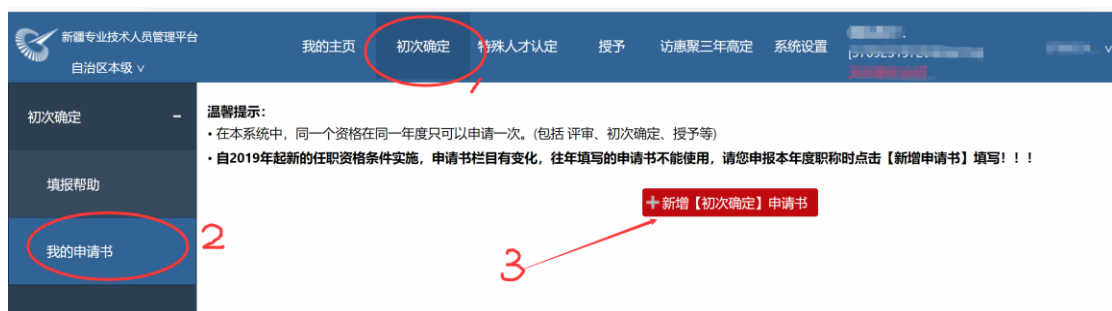 新疆专业技术人员管理平台
自治区本级 ∨
我的主页 初次确定 特殊人才认定 授予 访惠聚三年高定 系统设置
初次确定 －
填报帮助
我的申请书
温馨提示：
• 在本系统中，同一个资格在同一年度只可以申请一次。(包括 评审、初次确定、授予等)
• 自2019年起新的任职资格条件实施，申请书栏目有变化，往年填写的申请书不能使用，请您申报本年度职称时点击【新增申请书】填写！！！
+新增【初次确定】申请书
1
2
3